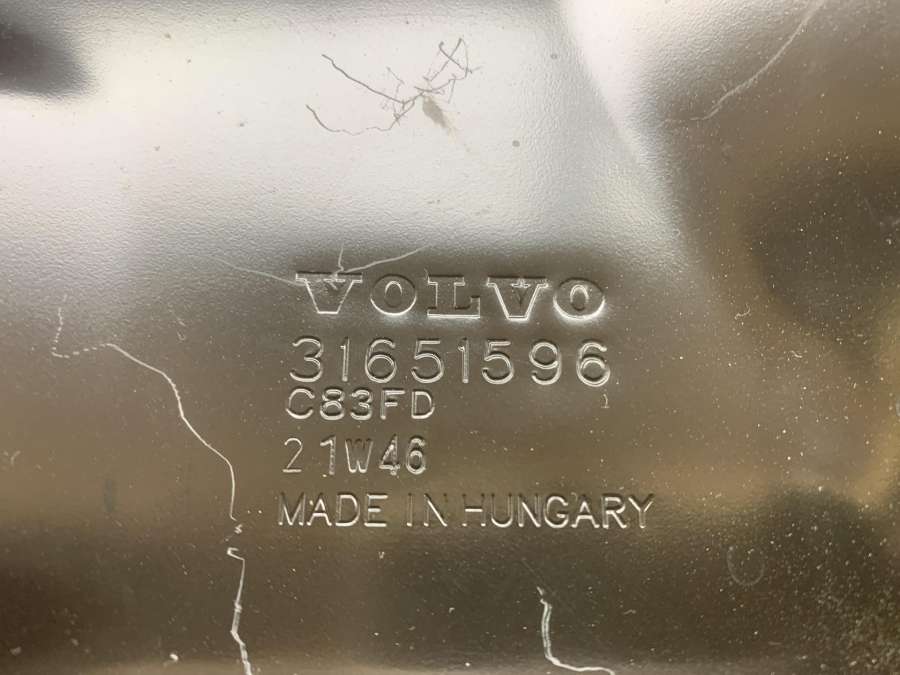 VOLVO
31651596
C83FD
21W46
MADE IN HUNGARY